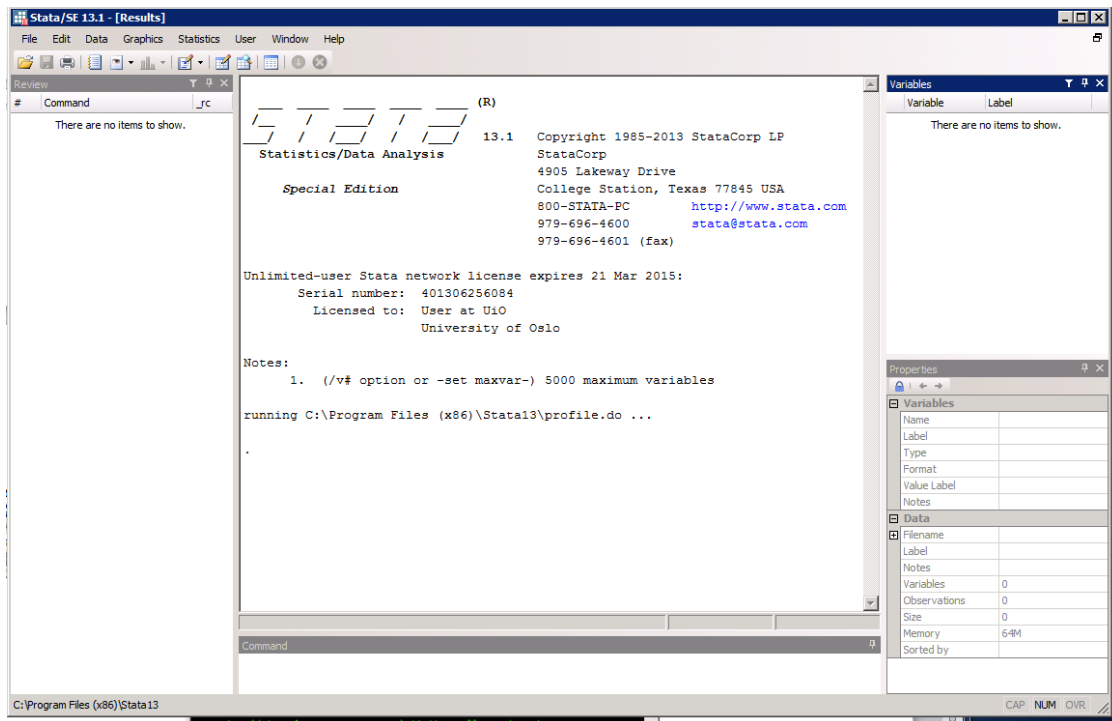 Stata/SE 13.1 - [Results]
File Edit Data Graphics Statistics User Window Help
Review
# Command _rc
There are no items to show.
(R)
13.1 Copyright 1985-2013 StataCorp LP
Statistics/Data Analysis StataCorp
4905 Lakeway Drive
Special Edition College Station, Texas 77845 USA
800-STATA-PC http://www.stata.com
979-696-4600 stata@stata.com
979-696-4601 (fax)
Unlimited-user Stata network license expires 21 Mar 2015:
Serial number: 401306256084
Licensed to: User at UiO
University of Oslo
Notes:
1. (/v# option or -set maxvar-) 5000 maximum variables
running C:\Program Files (x86)\Stata13\profile.do ...
.
Command
Variables
Variable Label
There are no items to show.
Properties
Variables
Name
Label
Type
Format
Value Label
Notes
Data
Filename
Label
Notes
Variables 0
Observations 0
Size 0
Memory 64M
Sorted by
C:\Program Files (x86)\Stata13
CAP NUM OVR